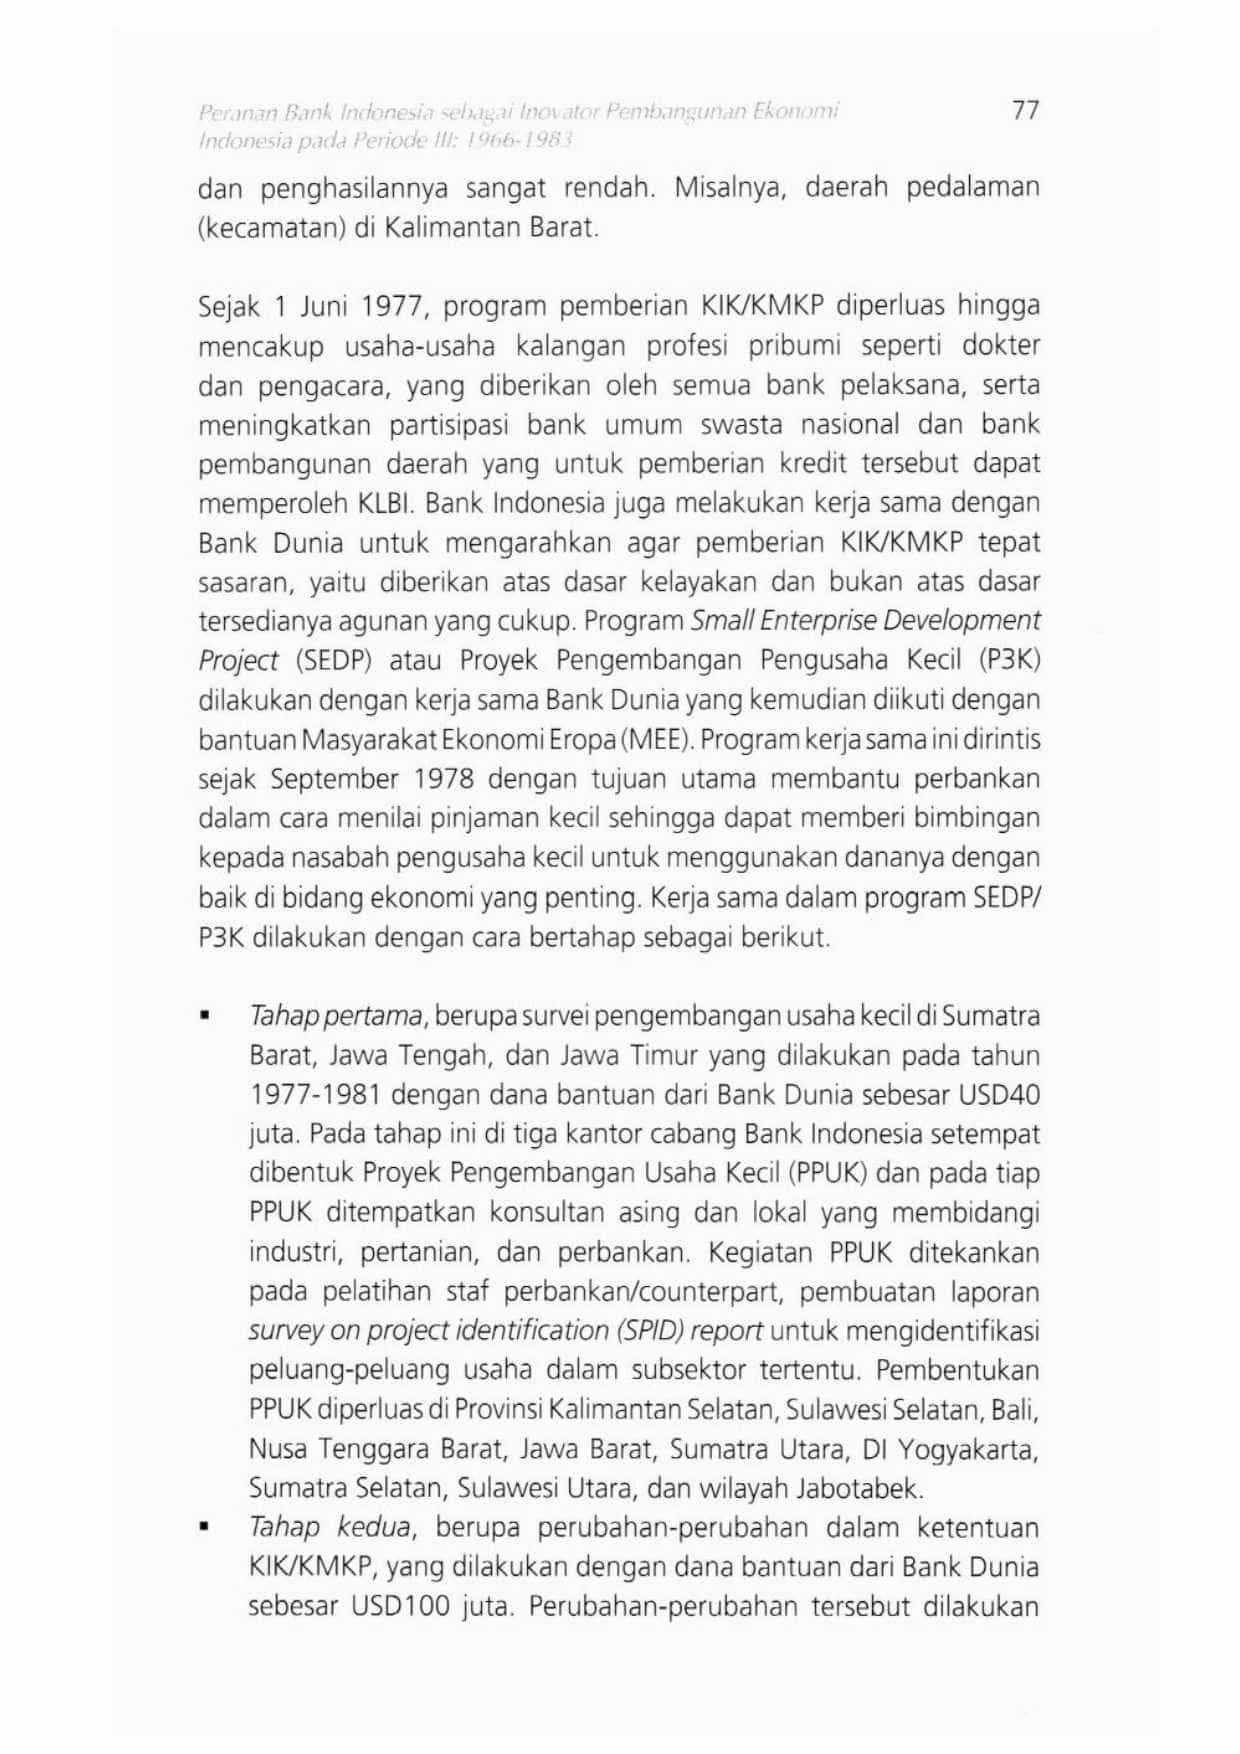 Peranan Bank Indonesia sebagai Inovator Pembangunan Ekonomi
77
Indonesia pada Periode III: 1966-1983
dan penghasilannya sangat rendah. Misalnya, daerah pedalaman
(kecamatan) di Kalimantan Barat.
Sejak 1 Juni 1977, program pemberian KIK/KMKP diperluas hingga
mencakup usaha-usaha kalangan profesi pribumi seperti dokter
dan pengacara, yang diberikan oleh semua bank pelaksana, serta
meningkatkan partisipasi bank umum swasta nasional dan bank
pembangunan daerah yang untuk pemberian kredit tersebut dapat
memperoleh KLBI. Bank Indonesia juga melakukan kerja sama dengan
Bank Dunia untuk mengarahkan agar pemberian KIK/KMKP tepat
sasaran, yaitu diberikan atas dasar kelayakan dan bukan atas dasar
tersedianya agunan yang cukup. Program Small Enterprise Development
Project (SEDP) atau Proyek Pengembangan Pengusaha Kecil (P3K)
dilakukan dengan kerja sama Bank Dunia yang kemudian diikuti dengan
bantuan Masyarakat Ekonomi Eropa (MEE). Program kerja sama ini dirintis
sejak September 1978 dengan tujuan utama membantu perbankan
dalam cara menilai pinjaman kecil sehingga dapat memberi bimbingan
kepada nasabah pengusaha kecil untuk menggunakan dananya dengan
baik di bidang ekonomi yang penting. Kerja sama dalam program SEDP/
P3K dilakukan dengan cara bertahap sebagai berikut.
▪ Tahap pertama, berupa survei pengembangan usaha kecil di Sumatra
Barat, Jawa Tengah, dan Jawa Timur yang dilakukan pada tahun
1977-1981 dengan dana bantuan dari Bank Dunia sebesar USD40
juta. Pada tahap ini di tiga kantor cabang Bank Indonesia setempat
dibentuk Proyek Pengembangan Usaha Kecil (PPUK) dan pada tiap
PPUK ditempatkan konsultan asing dan lokal yang membidangi
industri, pertanian, dan perbankan. Kegiatan PPUK ditekankan
pada pelatihan staf perbankan/counterpart, pembuatan laporan
survey on project identification (SPID) report untuk mengidentifikasi
peluang-peluang usaha dalam subsektor tertentu. Pembentukan
PPUK diperluas di Provinsi Kalimantan Selatan, Sulawesi Selatan, Bali,
Nusa Tenggara Barat, Jawa Barat, Sumatra Utara, DI Yogyakarta,
Sumatra Selatan, Sulawesi Utara, dan wilayah Jabotabek.
▪ Tahap kedua, berupa perubahan-perubahan dalam ketentuan
KIK/KMKP, yang dilakukan dengan dana bantuan dari Bank Dunia
sebesar USD100 juta. Perubahan-perubahan tersebut dilakukan